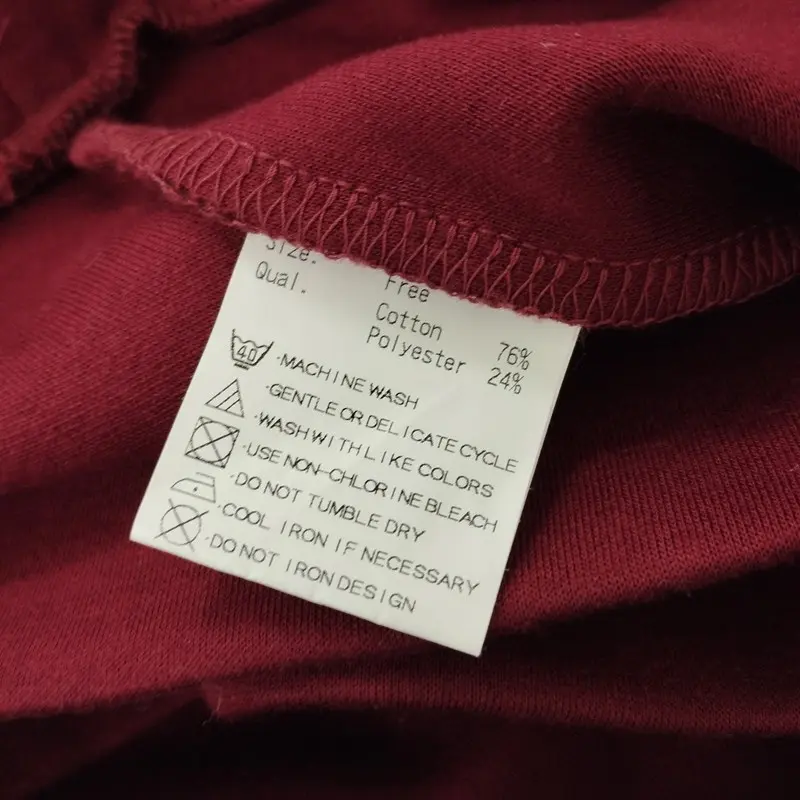 Size: Free
Qual. Cotton 76%
Polyester 24%
40 ·MACHINE WASH
·GENTLE OR DELICATE CYCLE
·WASH WITH LIKE COLORS
·USE NON-CHLORINE BLEACH
·DO NOT TUMBLE DRY
·COOL IRON IF NECESSARY
·DO NOT IRON DESIGN